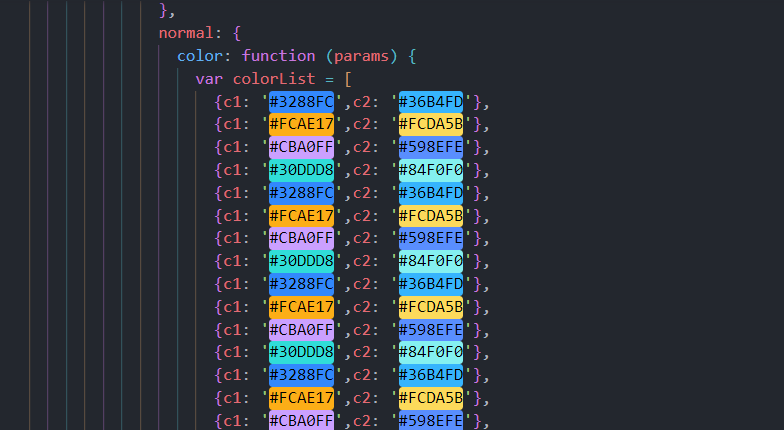 },
normal: {
color: function (params) {
var colorList = [
{c1: '#3288FC',c2: '#36B4FD'},
{c1: '#FCAE17',c2: '#FCDA5B'},
{c1: '#CBA0FF',c2: '#598EFE'},
{c1: '#30DDD8',c2: '#84F0F0'},
{c1: '#3288FC',c2: '#36B4FD'},
{c1: '#FCAE17',c2: '#FCDA5B'},
{c1: '#CBA0FF',c2: '#598EFE'},
{c1: '#30DDD8',c2: '#84F0F0'},
{c1: '#3288FC',c2: '#36B4FD'},
{c1: '#FCAE17',c2: '#FCDA5B'},
{c1: '#CBA0FF',c2: '#598EFE'},
{c1: '#30DDD8',c2: '#84F0F0'},
{c1: '#3288FC',c2: '#36B4FD'},
{c1: '#FCAE17',c2: '#FCDA5B'},
{c1: '#CBA0FF',c2: '#598EFE'},